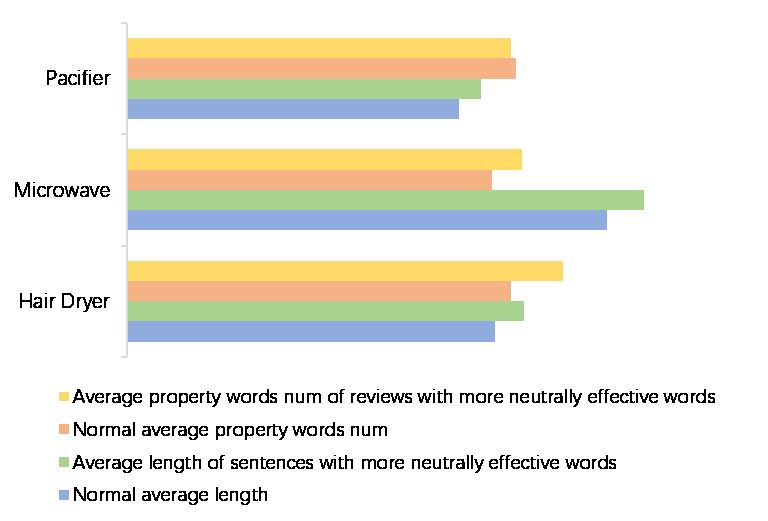 Pacifier
Microwave
Hair Dryer
Average property words num of reviews with more neutrally effective words
Normal average property words num
Average length of sentences with more neutrally effective words
Normal average length